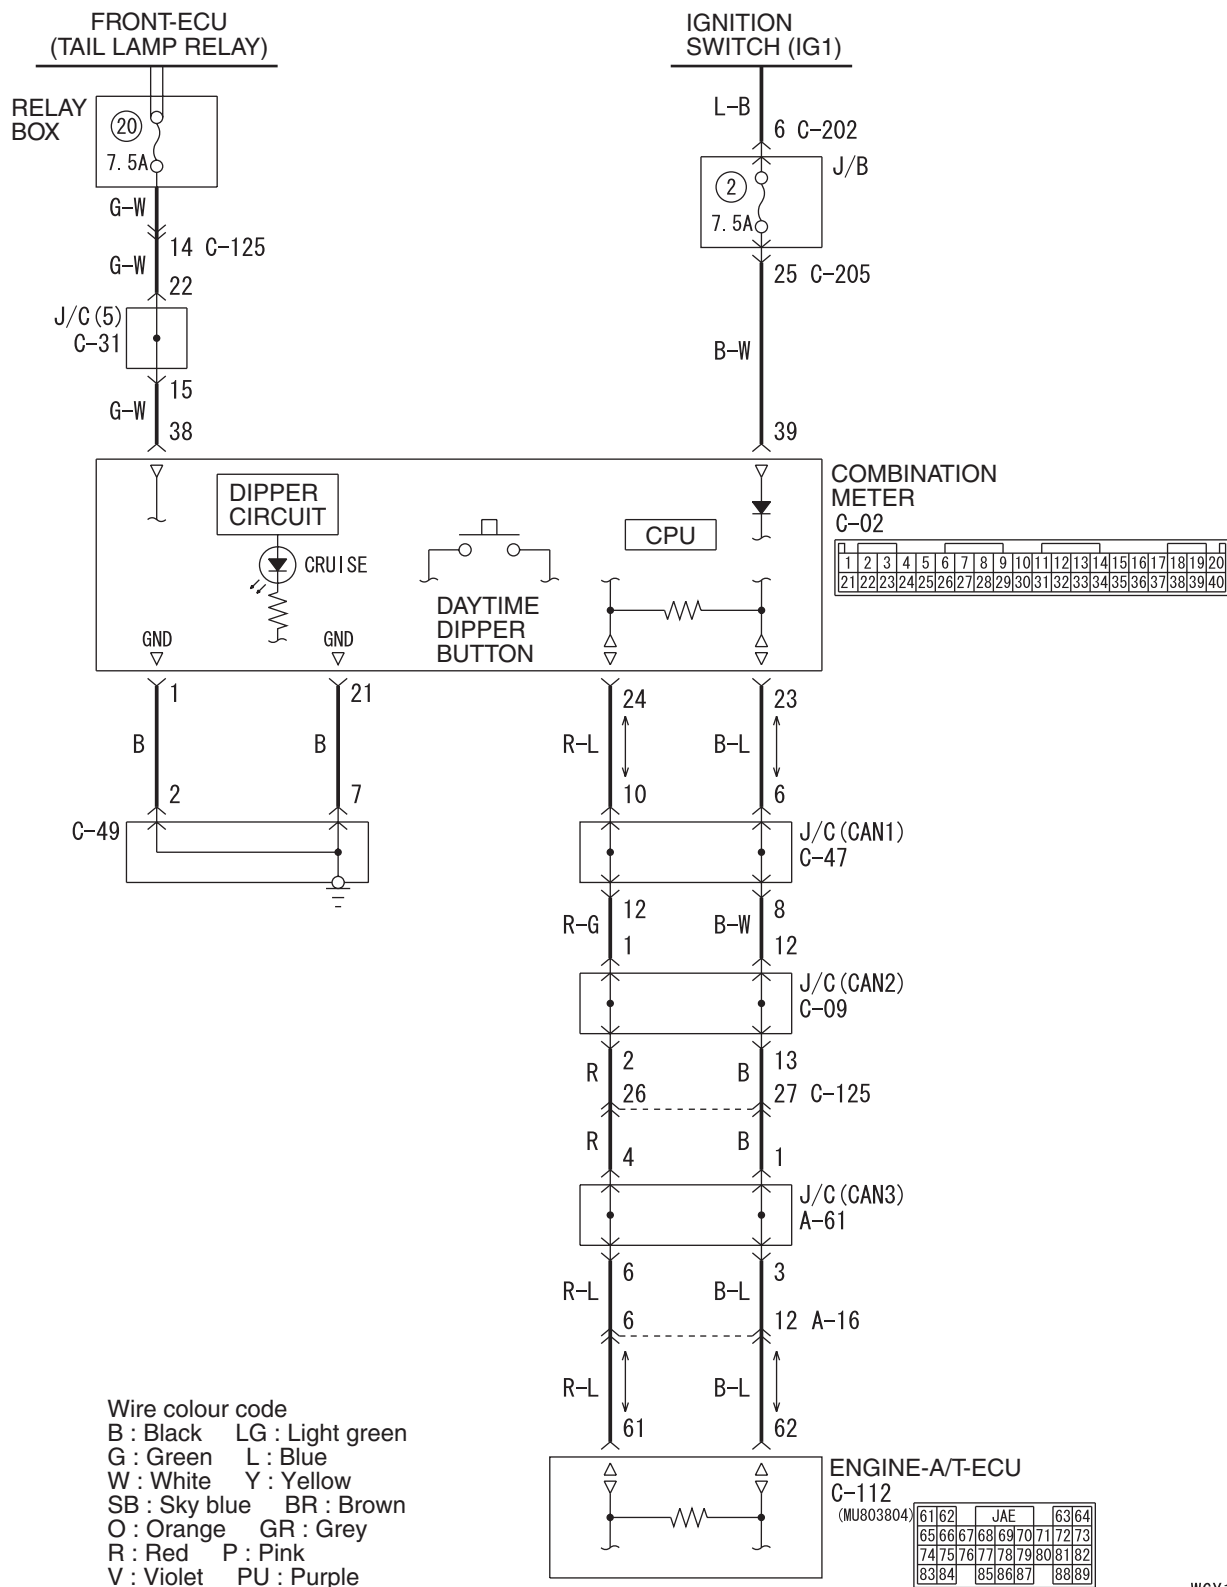 FRONT-ECU
(TAIL LAMP RELAY)
IGNITION
SWITCH (IG1)
RELAY
BOX
20
7.5A
L-B
6 C-202
J/B
2
7.5A
G-W
14 C-125
G-W
22
25 C-205
J/C(5)
C-31
B-W
15
G-W
38
39
COMBINATION
METER
C-02
1 2 3 4 5 6 7 8 9 10 11 12 13 14 15 16 17 18 19 20
21 22 23 24 25 26 27 28 29 30 31 32 33 34 35 36 37 38 39 40
DIPPER
CIRCUIT
CRUISE
CPU
DAYTIME
DIPPER
BUTTON
GND
GND
1
21
24
23
B
B
R-L
B-L
2
7
10
6
C-49
J/C(CAN1)
C-47
12
8
R-G
B-W
1
12
J/C(CAN2)
C-09
2
13
R
B
26
27 C-125
R
B
4
1
J/C(CAN3)
A-61
6
3
R-L
B-L
6
12 A-16
R-L
B-L
61
62
ENGINE-A/T-ECU
C-112
(MU803804)
61 62 JAE 63 64
65 66 67 68 69 70 71 72 73
74 75 76 77 78 79 80 81 82
83 84 85 86 87 88 89
Wire colour code
B : Black LG : Light green
G : Green L : Blue
W : White Y : Yellow
SB : Sky blue BR : Brown
O : Orange GR : Grey
R : Red P : Pink
V : Violet PU : Purple